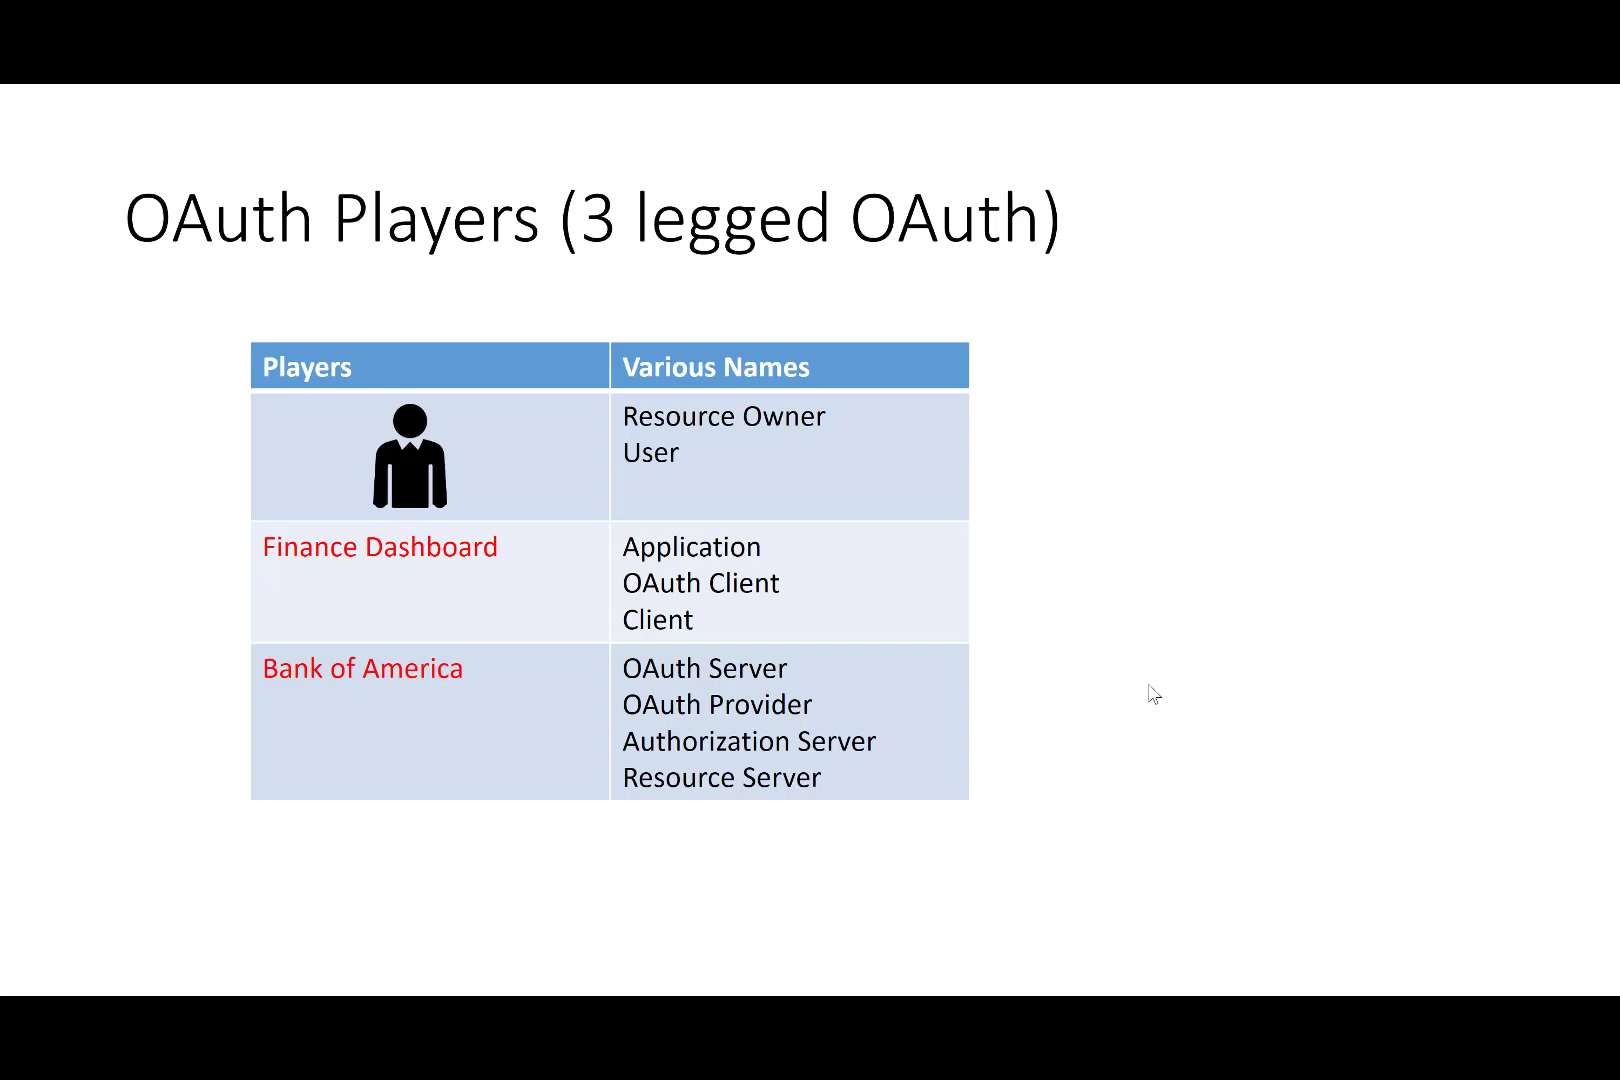 OAuth Players (3 legged OAuth)
Players
Various Names
Resource Owner
User
Finance Dashboard
Application
OAuth Client
Client
Bank of America
OAuth Server
OAuth Provider
Authorization Server
Resource Server